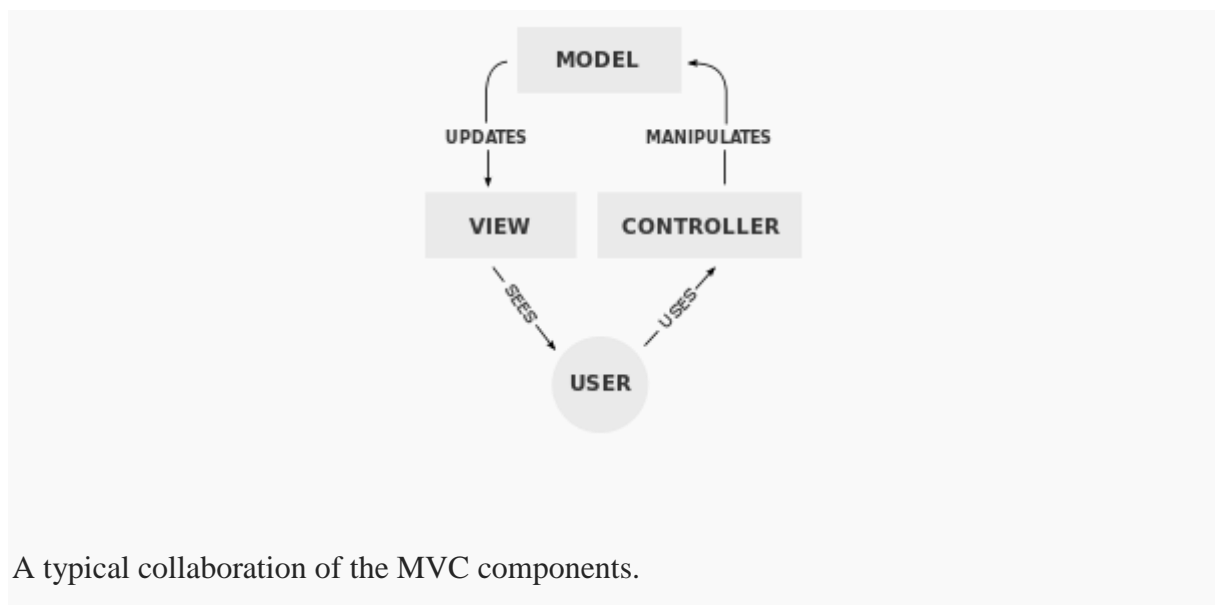 MODEL
UPDATES
MANIPULATES
VIEW
CONTROLLER
SEES
USES
USER
A typical collaboration of the MVC components.